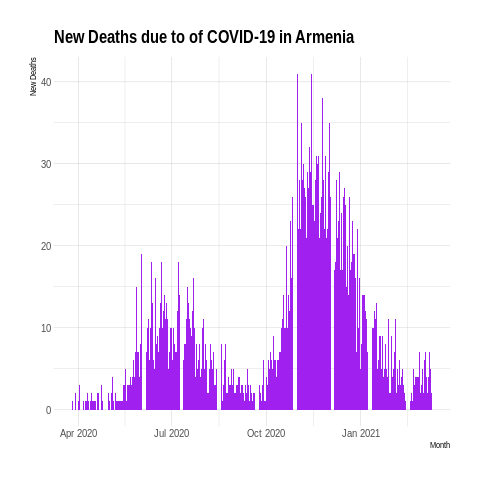 New Deaths due to of COVID-19 in Armenia
New Deaths
40
30
20
10
0
Apr 2020 Jul 2020 Oct 2020 Jan 2021
Month